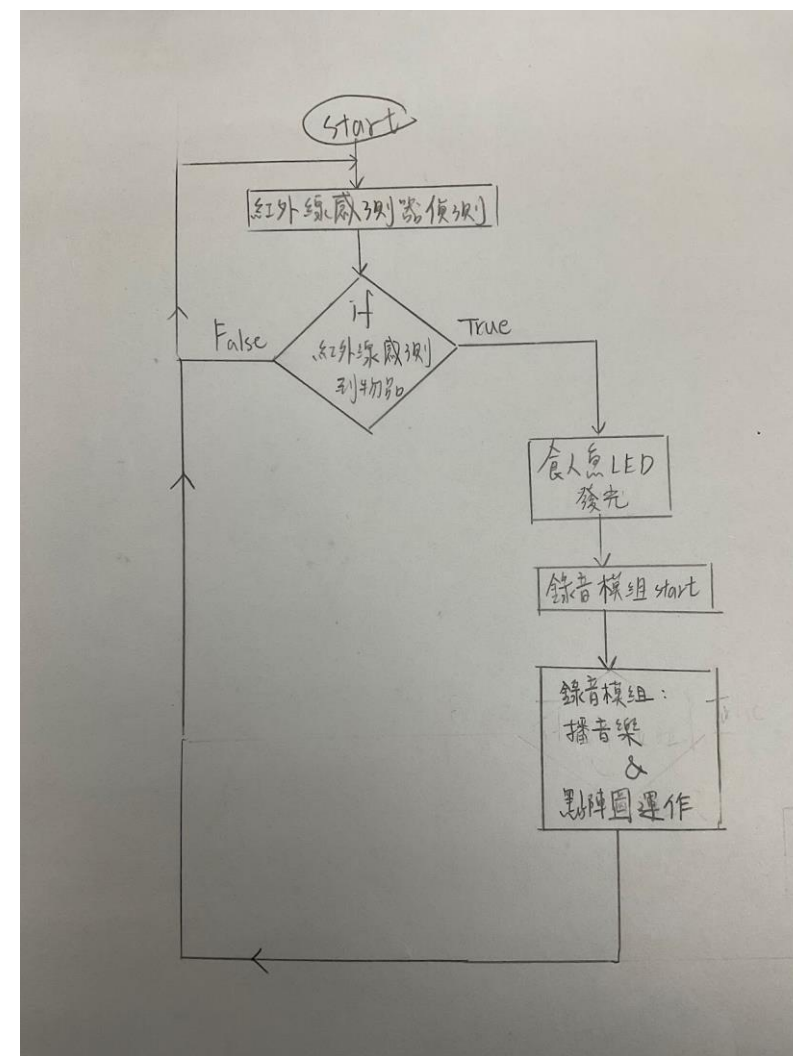 start
紅外線感測器偵測
if
紅外線感測
到物品
False
True
食人魚LED
發光
錄音模組start
錄音模組:
播音樂
&
點陣圖運作